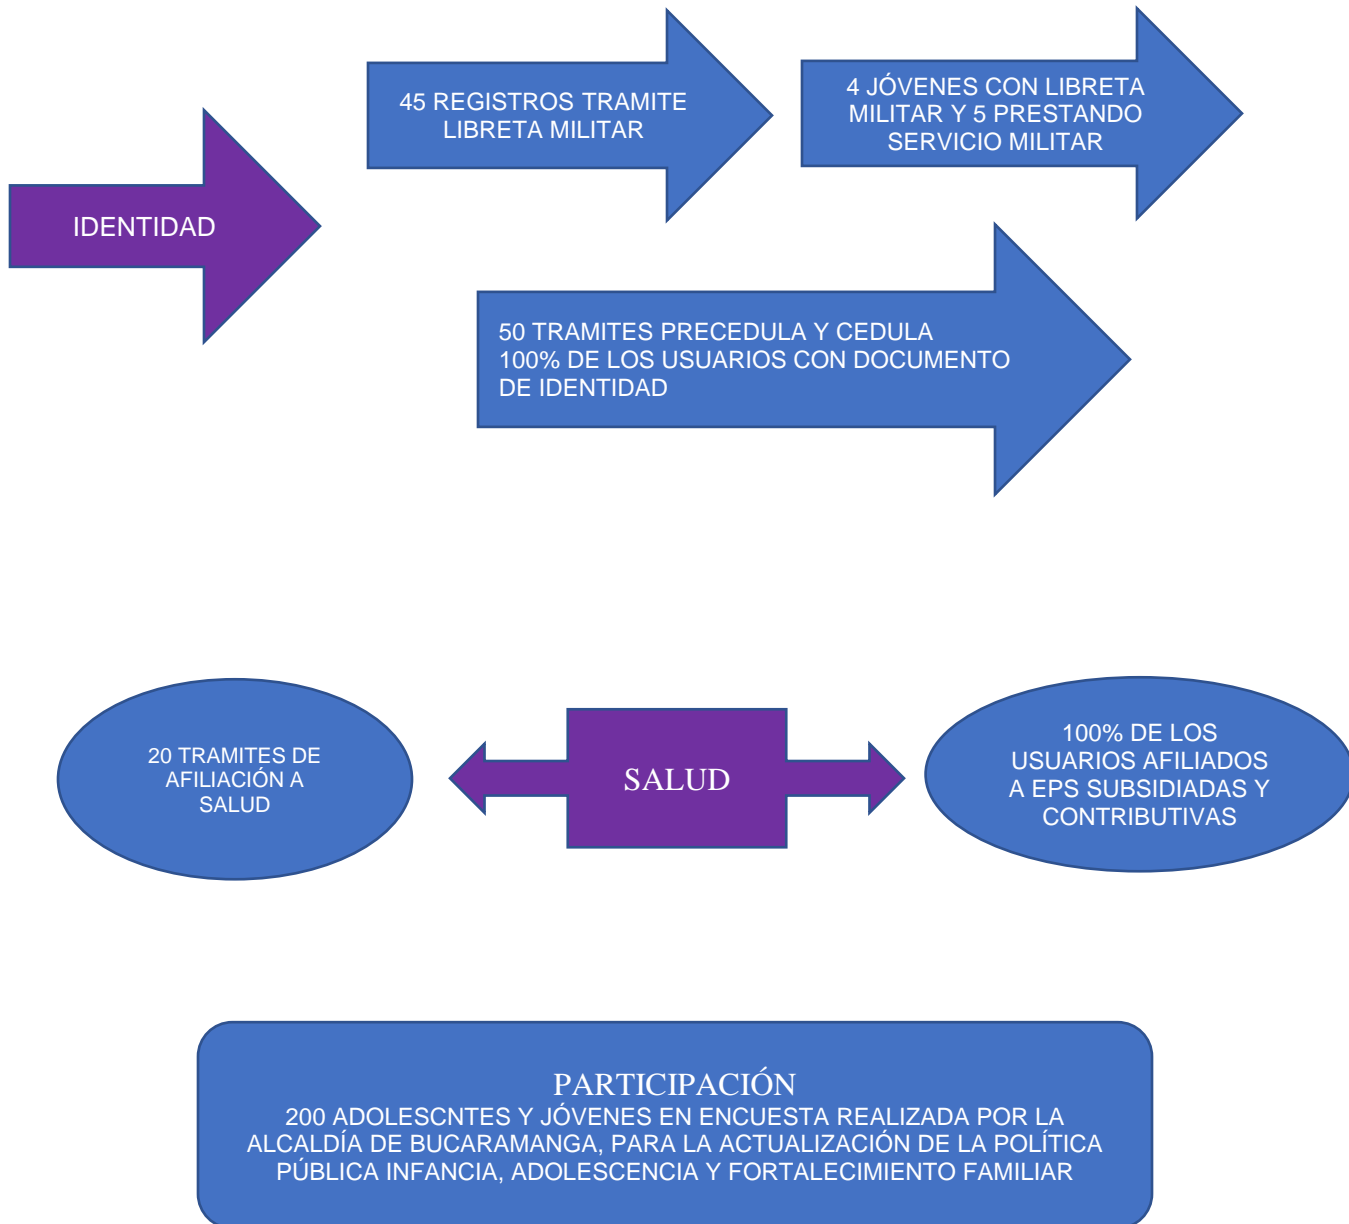 45 REGISTROS TRAMITE
LIBRETA MILITAR
4 JÓVENES CON LIBRETA
MILITAR Y 5 PRESTANDO
SERVICIO MILITAR
IDENTIDAD
50 TRAMITES PRECEDULA Y CEDULA
100% DE LOS USUARIOS CON DOCUMENTO
DE IDENTIDAD
20 TRAMITES DE
AFILIACIÓN A
SALUD
SALUD
100% DE LOS
USUARIOS AFILIADOS
A EPS SUBSIDIADAS Y
CONTRIBUTIVAS
PARTICIPACIÓN
200 ADOLESCNTES Y JÓVENES EN ENCUESTA REALIZADA POR LA
ALCALDÍA DE BUCARAMANGA, PARA LA ACTUALIZACIÓN DE LA POLÍTICA
PÚBLICA INFANCIA, ADOLESCENCIA Y FORTALECIMIENTO FAMILIAR